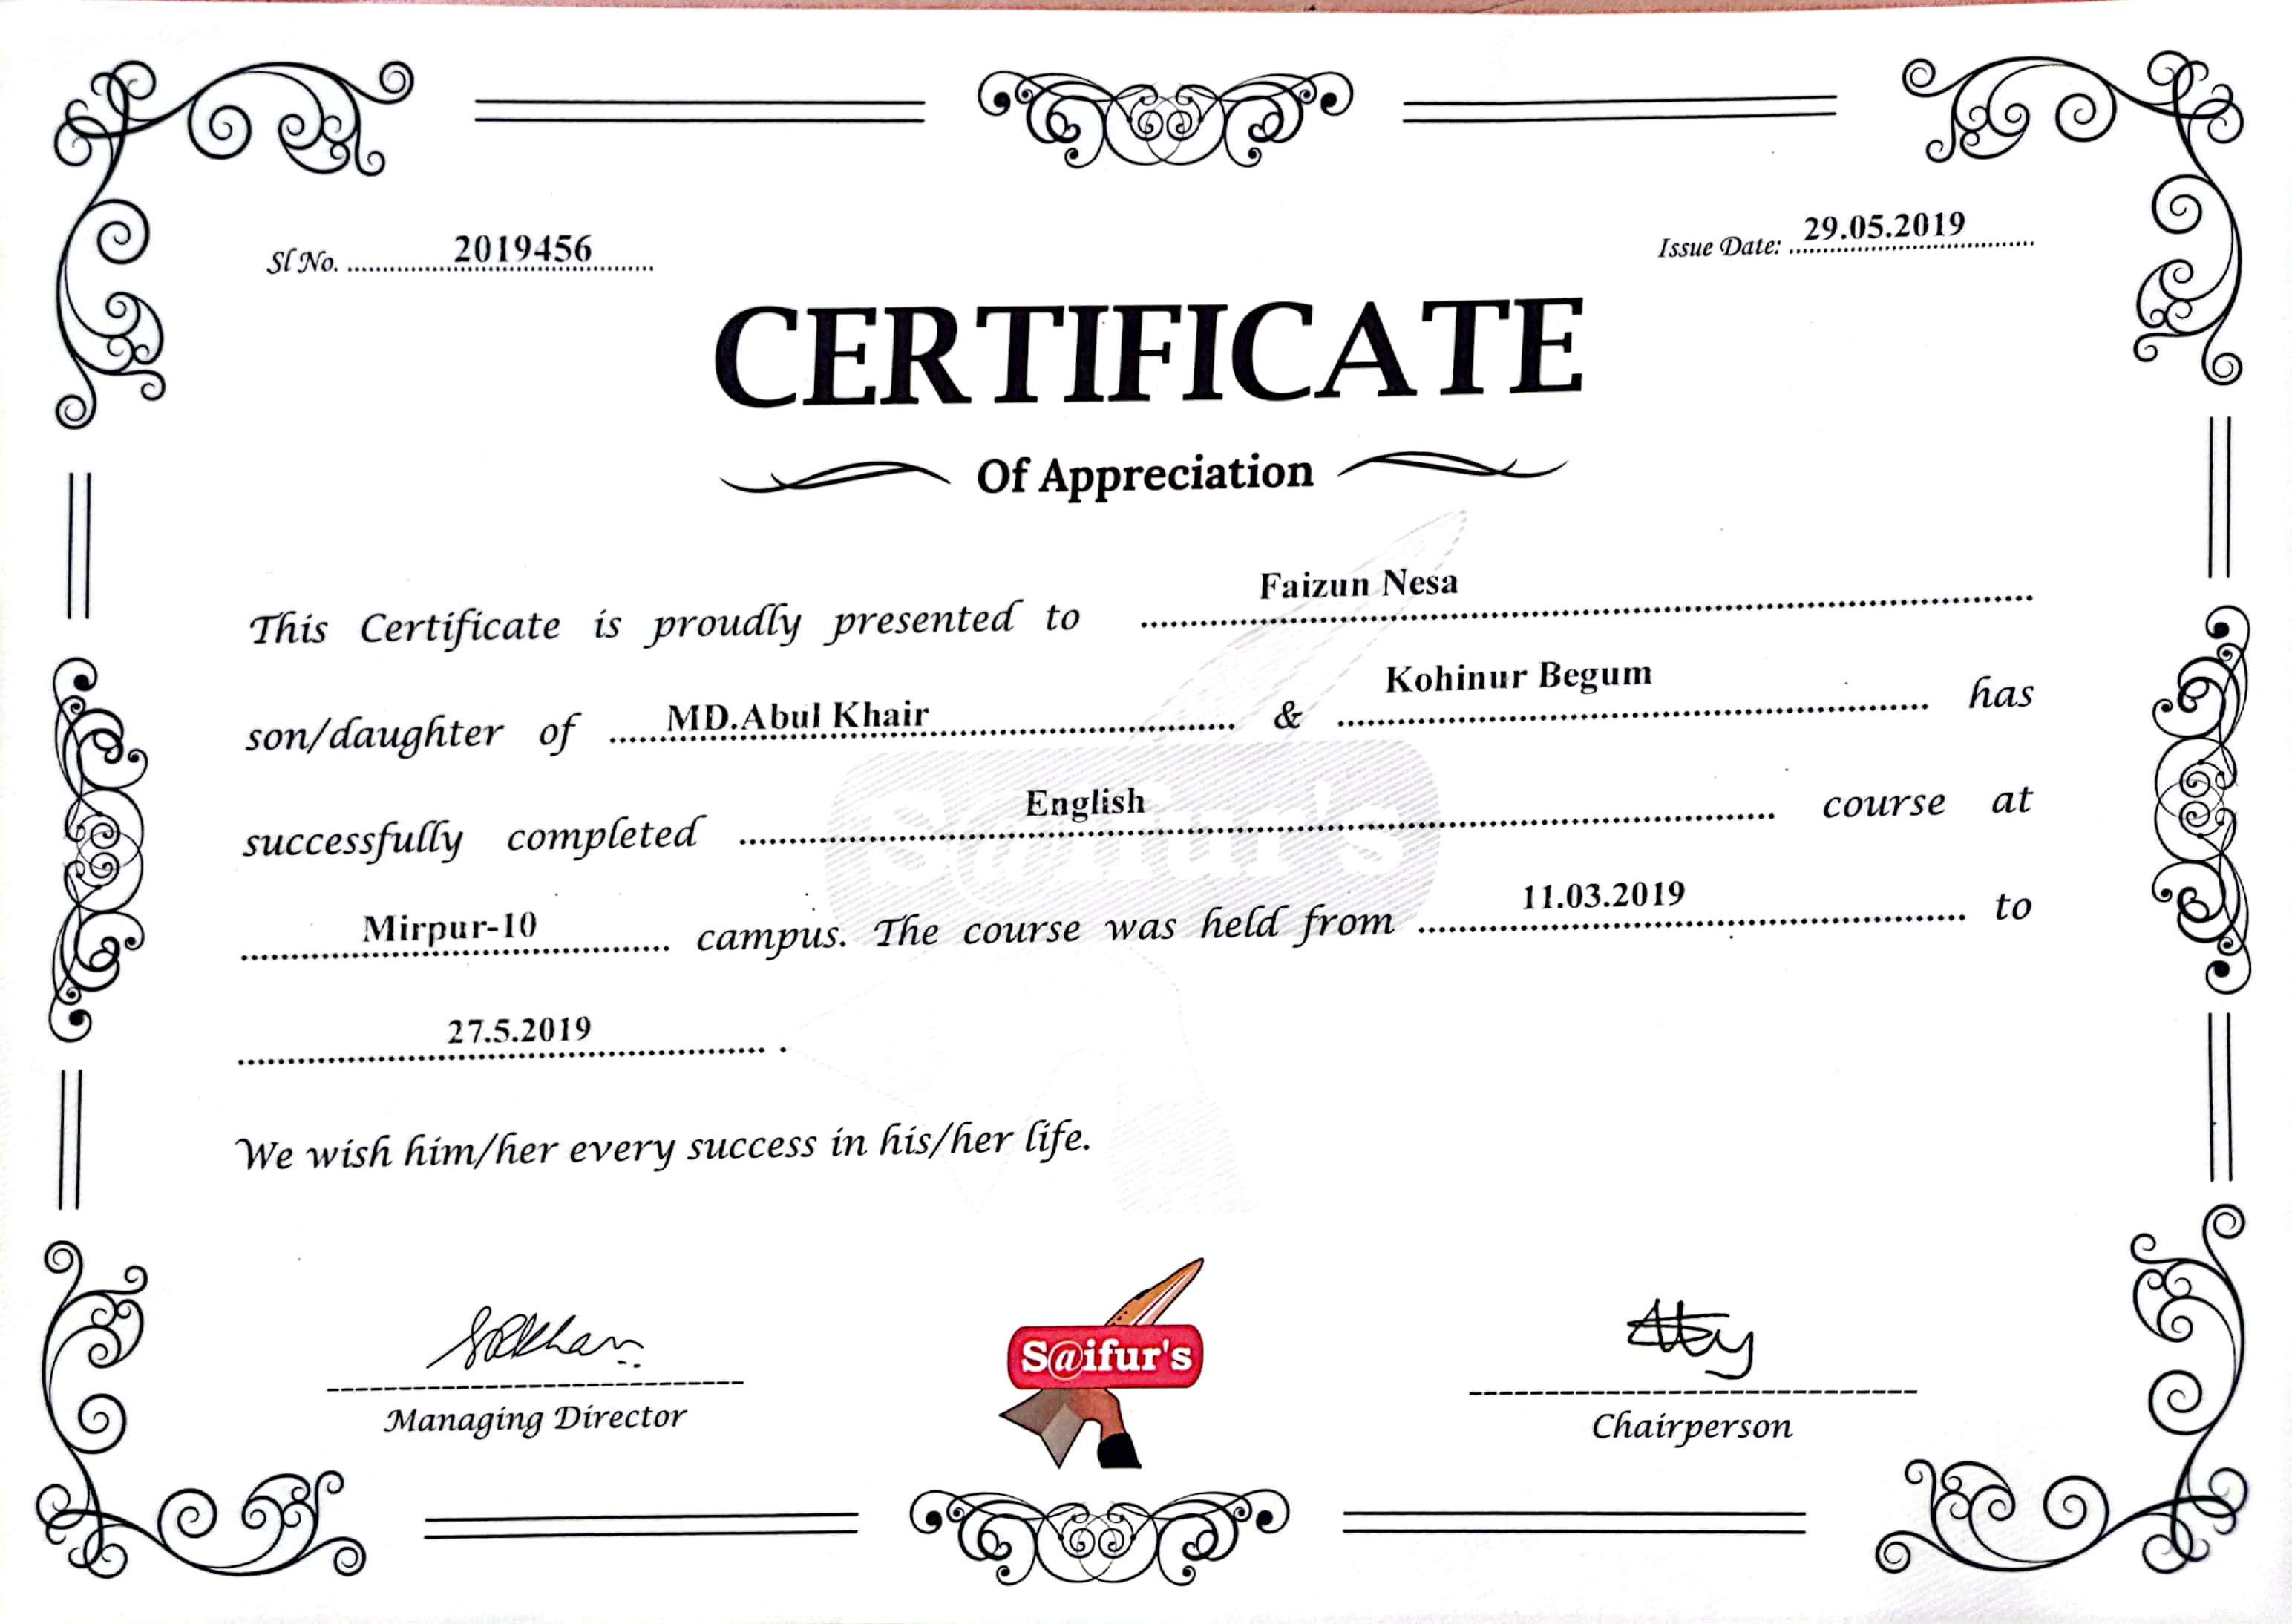 Sl No. 2019456
Issue Date: 29.05.2019
CERTIFICATE
Of Appreciation
This Certificate is proudly presented to Faizun Nesa
son/daughter of MD.Abul Khair & Kohinur Begum has
successfully completed English course at
Mirpur-10 campus. The course was held from 11.03.2019 to
27.5.2019 .
We wish him/her every success in his/her life.
S@ifur's
Managing Director
Chairperson